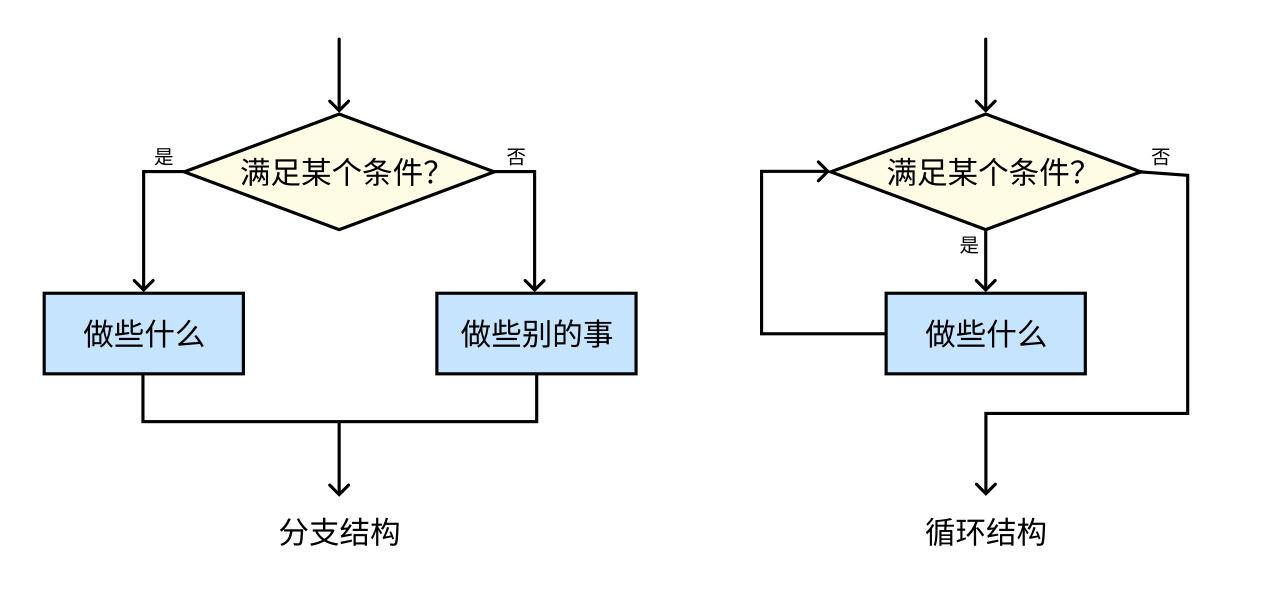 是
满足某个条件?
否
做些什么
做些别的事
分支结构
满足某个条件?
否
是
做些什么
循环结构